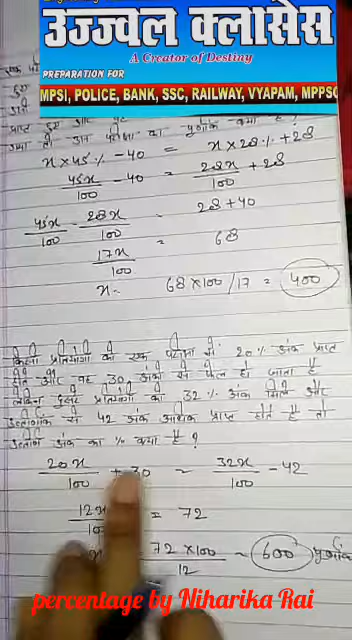 उज्जवल क्लासेस
A Creator of Destiny
PREPARATION FOR
MPSI, POLICE, BANK, SSC, RAILWAY, VYAPAM, MPPSC
x × 45% - 40 = x × 28% + 28
45x/100 - 40 = 28x/100 + 28
45x/100 - 28x/100 = 28 + 40
17x/100 = 68
x = 68×100/17 = 400
किसी प्रतियोगी को एक परीक्षा में 20% अंक प्राप्त
होते और वह 30 अंको से फेल हो जाता है
लेकिन दूसरे प्रतियोगी को 32% अंक मिले और
उत्तीर्णांक से 42 अंक अधिक प्राप्त होते है तो
उत्तीर्ण अंक का % क्या है?
20x/100 + 30 = 32x/100 - 42
12x/100 = 72
72×100/12 = 600 पूर्णांक
percentage by Niharika Rai